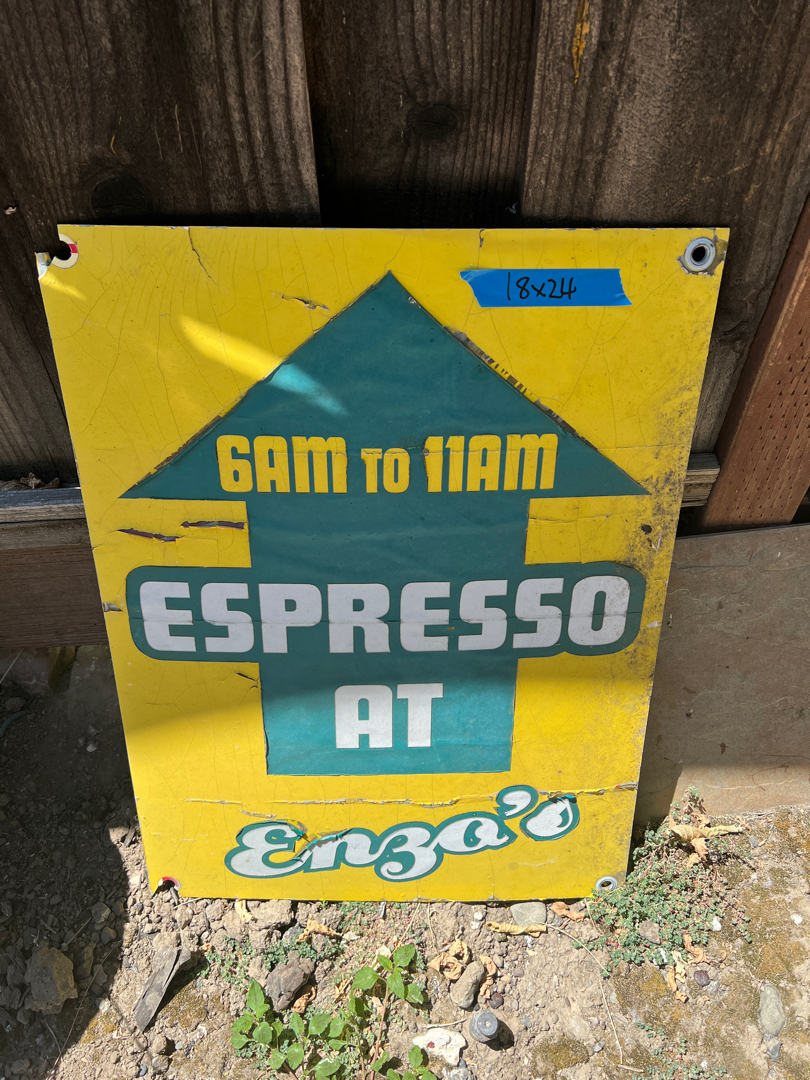 18x24
6AM TO 11AM
ESPRESSO
AT
Enzo's